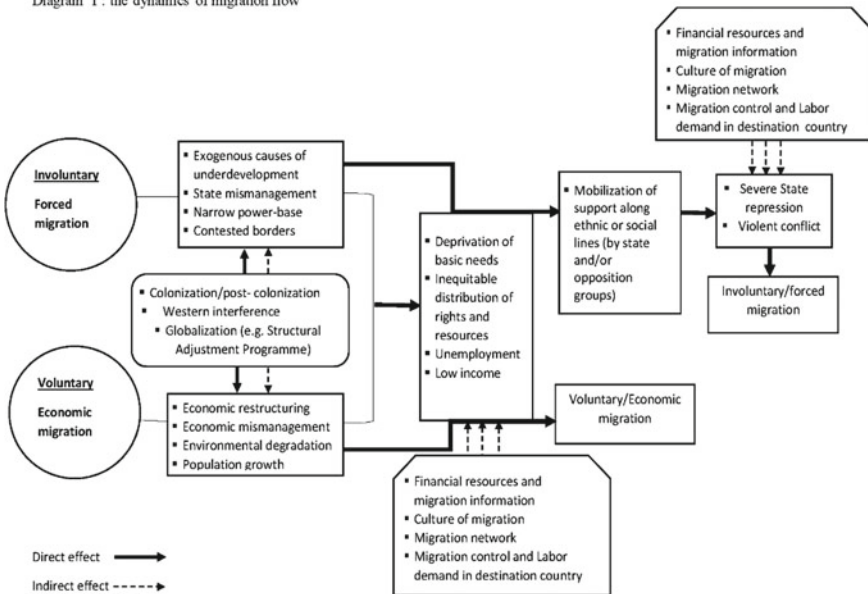 Diagram 1 : the dynamics of migration flow
▪ Financial resources and
migration information
▪ Culture of migration
▪ Migration network
▪ Migration control and Labor
demand in destination country
Involuntary
Forced
migration
▪ Exogenous causes of
underdevelopment
▪ State mismanagement
▪ Narrow power-base
▪ Contested borders
▪ Mobilization of
support along
ethnic or social
lines (by state
and/or
opposition
groups)
▪ Severe State
repression
▪ Violent conflict
▪ Deprivation of
basic needs
▪ Inequitable
distribution of
rights and
resources
▪ Unemployment
▪ Low income
▪ Colonization/post- colonization
▪ Western interference
▪ Globalization (e.g. Structural
Adjustment Programme)
Involuntary/forced
migration
Voluntary
Economic
migration
▪ Economic restructuring
▪ Economic mismanagement
▪ Environmental degradation
▪ Population growth
Voluntary/Economic
migration
▪ Financial resources and
migration information
▪ Culture of migration
▪ Migration network
▪ Migration control and Labor
demand in destination country
Direct effect
Indirect effect